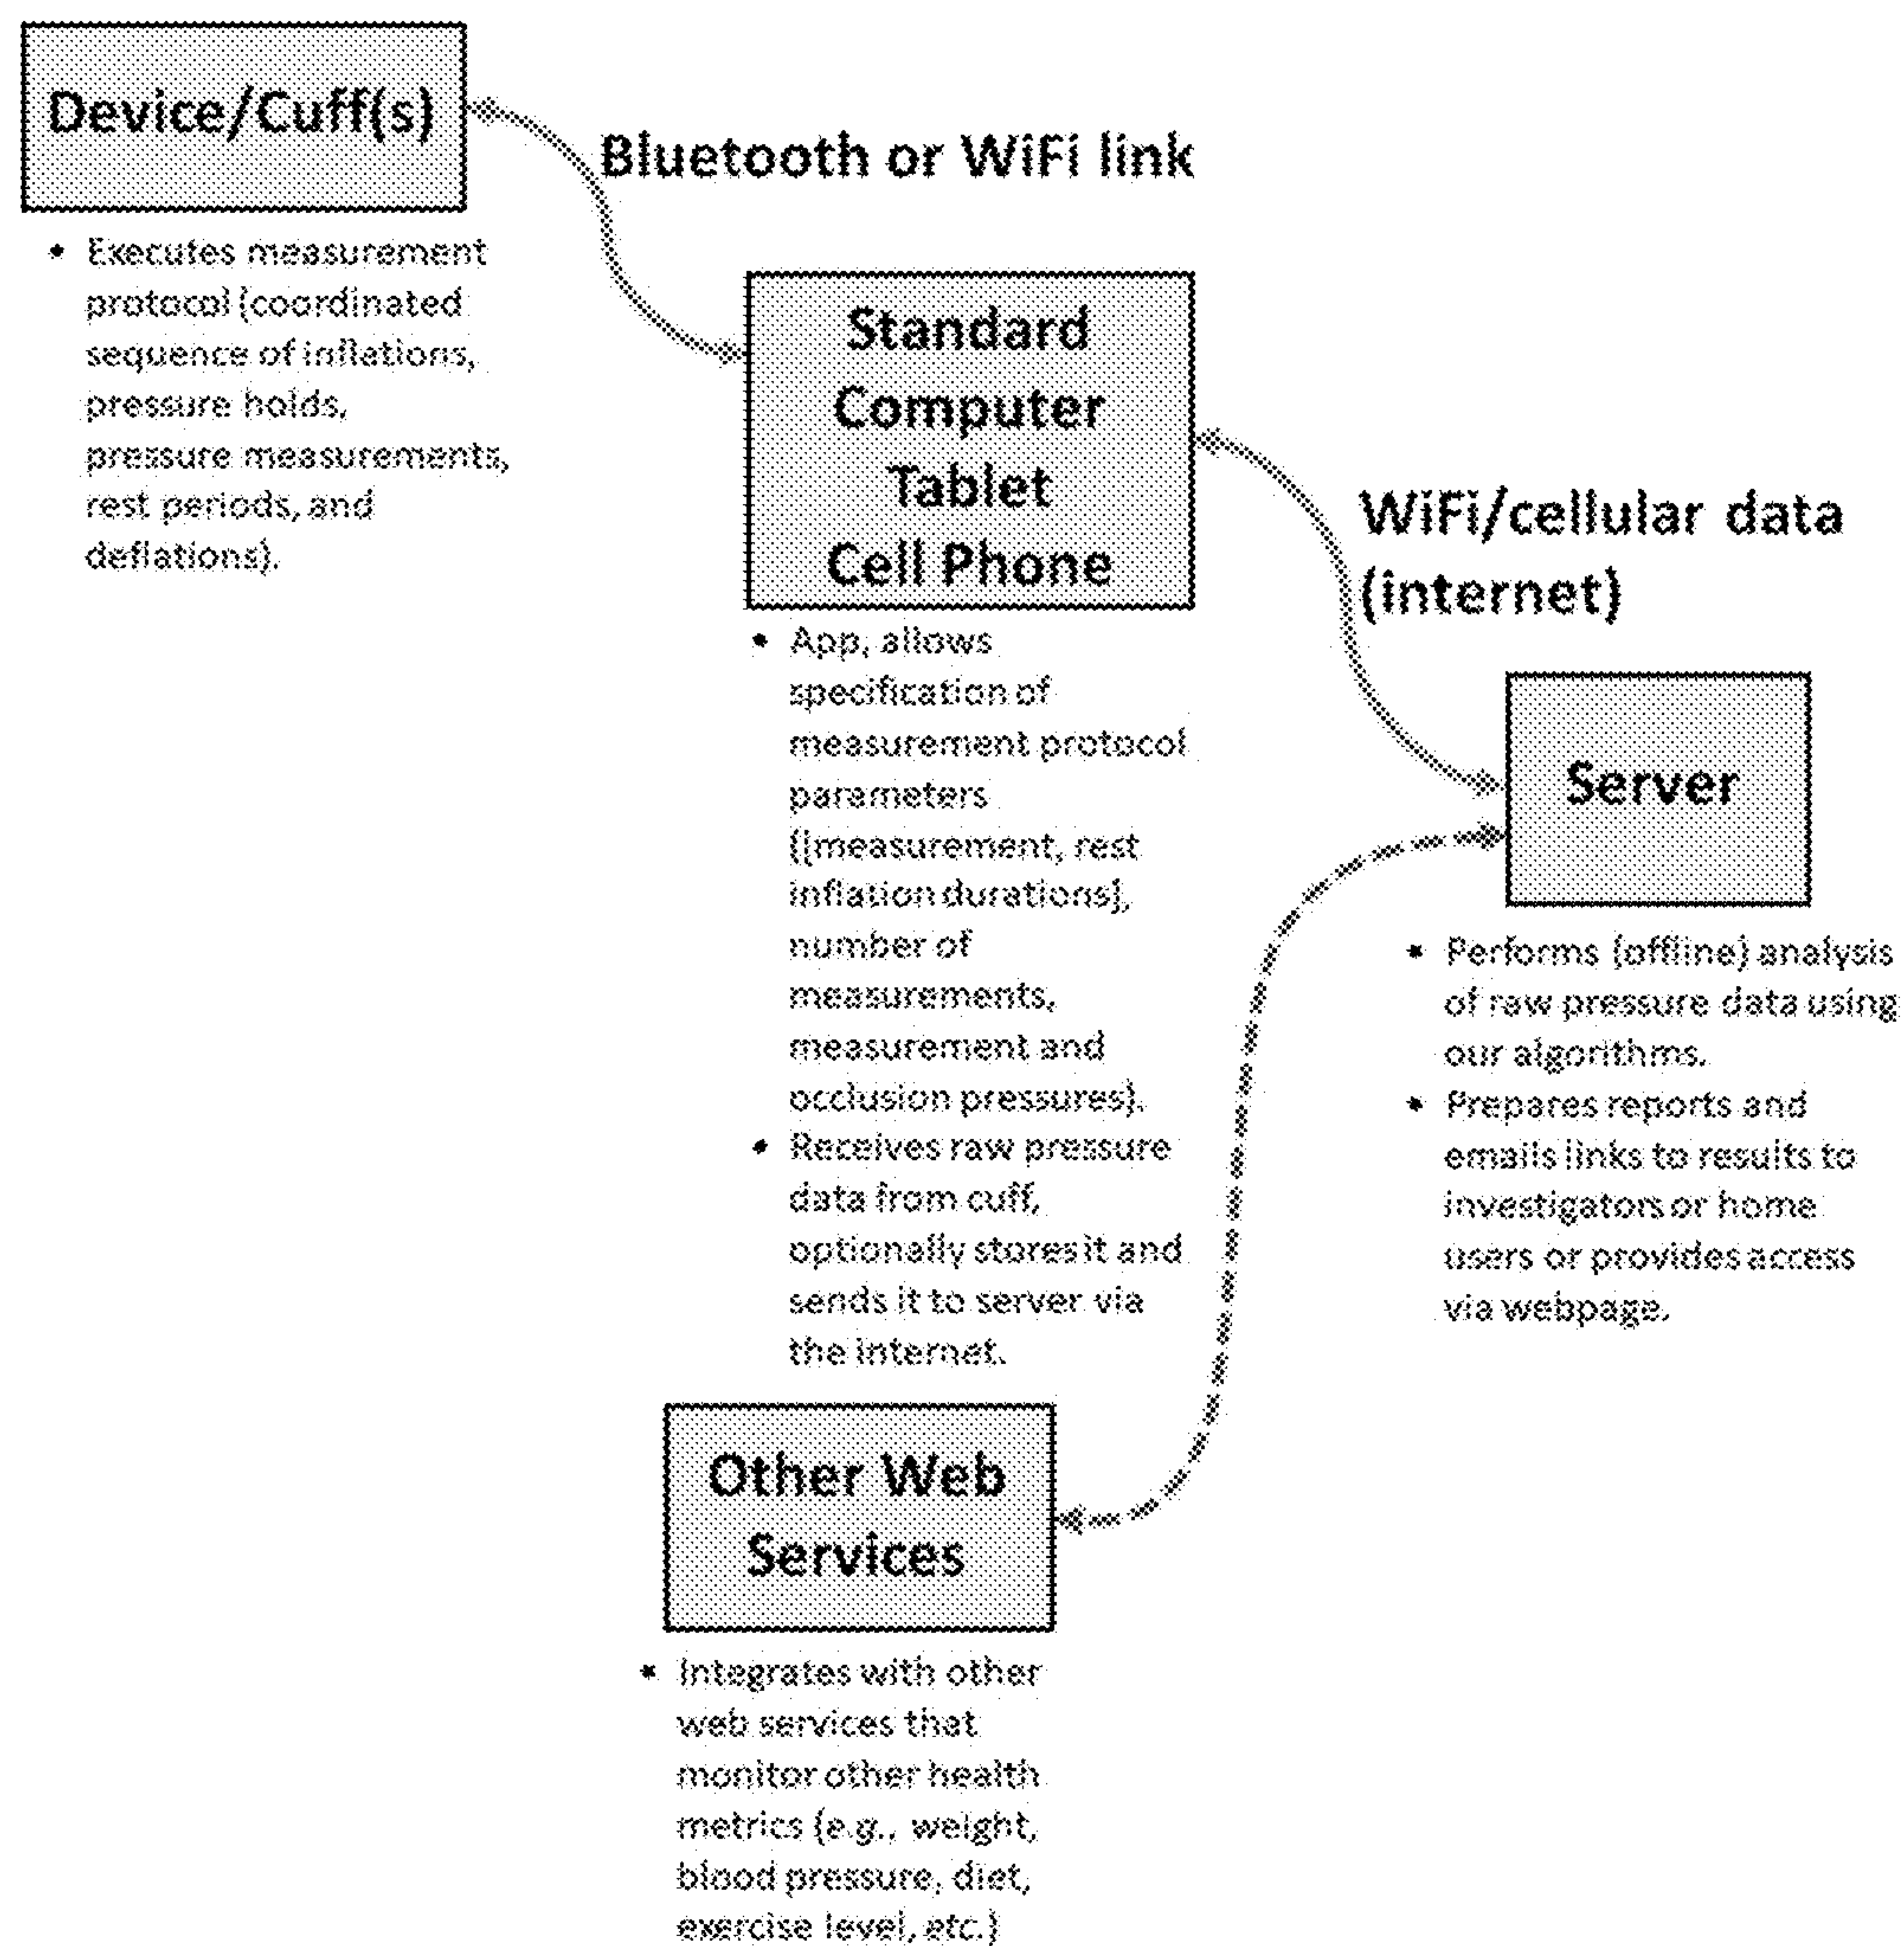 Device/Cuff(s)
Bluetooth or WiFi link
• Executes measurement
protocol (coordinated
sequence of inflations,
pressure holds,
pressure measurements,
rest periods, and
deflations).
Standard
Computer
Tablet
Cell Phone
WiFi/cellular data
(internet)
• App, allows
specification of
measurement protocol
parameters
([measurement, rest
inflation durations],
number of
measurements,
measurement and
occlusion pressures).
• Receives raw pressure
data from cuff,
optionally stores it and
sends it to server via
the internet.
Server
• Performs (offline) analysis
of raw pressure data using
our algorithms.
• Prepares reports and
emails links to results to
investigators or home
users or provides access
via webpage.
Other Web
Services
• Integrates with other
web services that
monitor other health
metrics (e.g., weight,
blood pressure, diet,
exercise level, etc.)